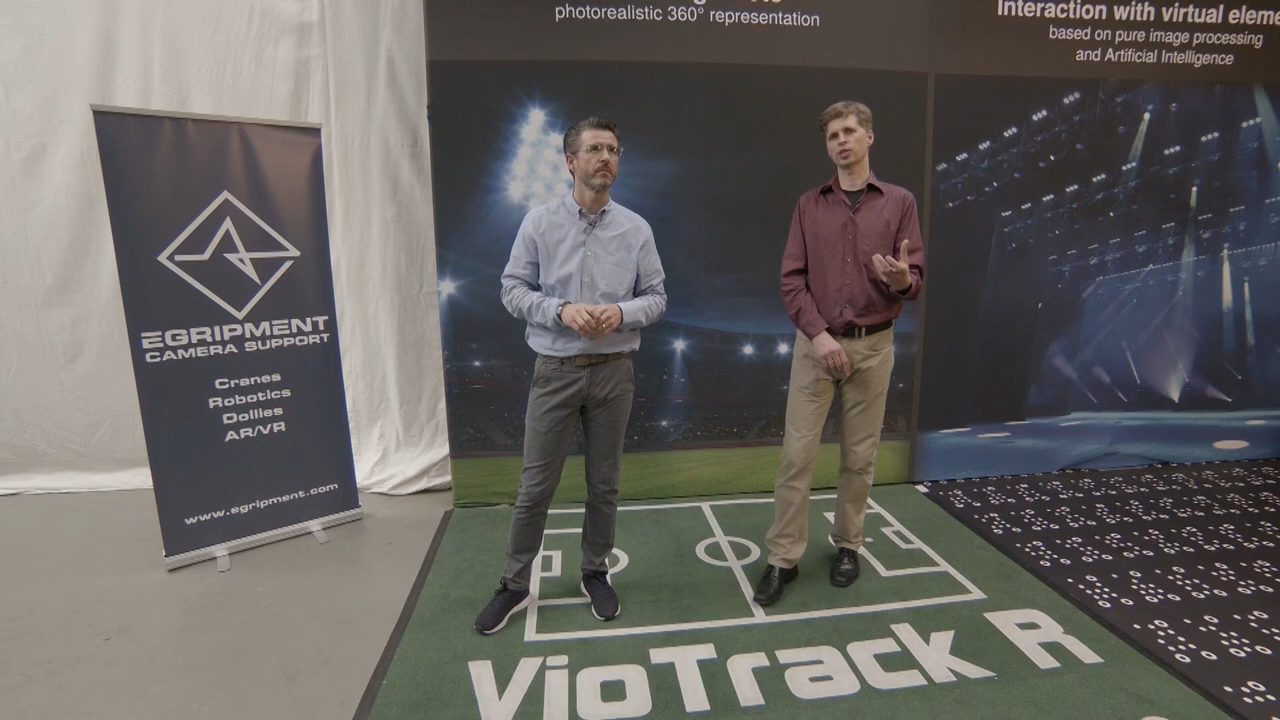 photorealistic 360° representation
Interaction with virtual
based on pure image processing
and Artificial Intelligence
EGRIPMENT
CAMERA SUPPORT
Cranes
Robotics
Dollies
AR/VR
www.egripment.com
VioTrack R